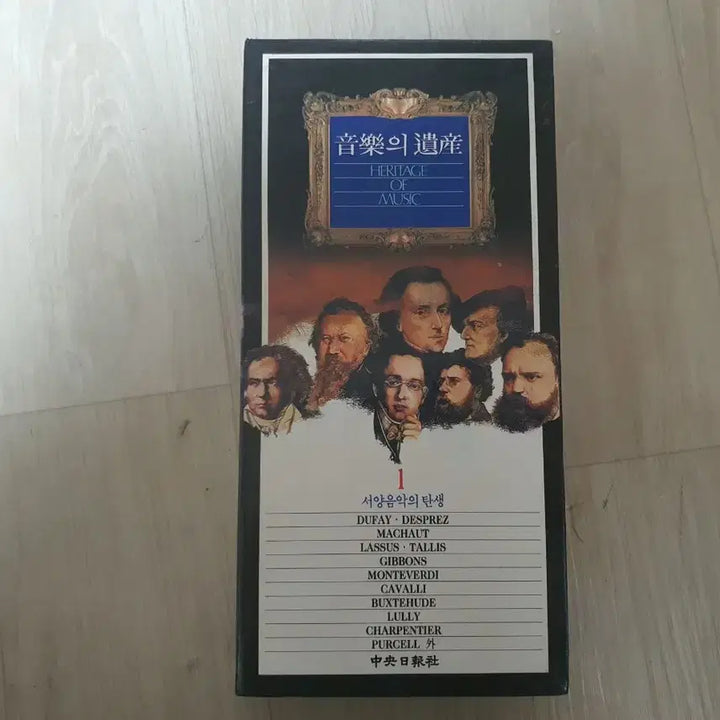 音樂의 遺産
HERITAGE
OF
MUSIC
1
서양음악의 탄생
DUFAY · DESPREZ
MACHAUT
LASSUS · TALLIS
GIBBONS
MONTEVERDI
CAVALLI
BUXTEHUDE
LULLY
CHARPENTIER
PURCELL 外
中央日報社